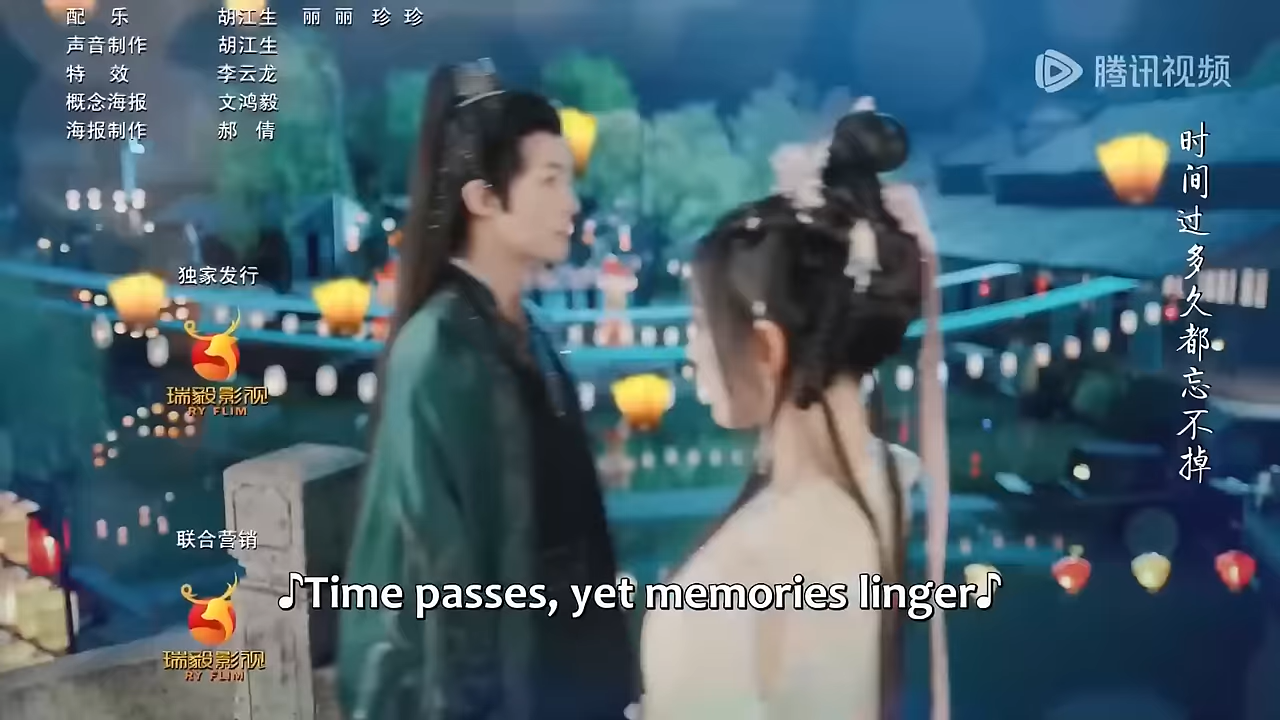 配 乐 胡江生 丽丽珍珍
声音制作 胡江生
特 效 李云龙
概念海报 文鸿毅
海报制作 郝 倩
腾讯视频
时间过多久都忘不掉
独家发行
瑞毅影视
RY FLIM
联合营销
瑞毅影视
RY FLIM
♪Time passes, yet memories linger♪